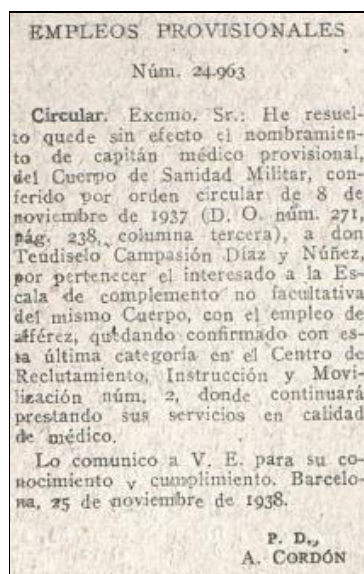 EMPLEOS PROVISIONALES
Núm. 24.963
Circular. Excmo. Sr.: He resuel-
to quede sin efecto el nombramien-
to de capitán médico provisional,
del Cuerpo de Sanidad Militar, con-
ferido por orden circular de 8 de
noviembre de 1937 (D. O. núm. 271,
pág. 238, columna tercera), a don
Teudiselo Campasión Díaz y Núñez,
por pertenecer el interesado a la Es-
cala de complemento no facultativa
del mismo Cuerpo, con el empleo de
alférez, quedando confirmado con es-
ta última categoría en el Centro de
Reclutamiento, Instrucción y Movi-
lización núm. 2, donde continuará
prestando sus servicios en calidad
de médico.
Lo comunico a V. E. para su co-
nocimiento y cumplimiento. Barcelo-
na, 25 de noviembre de 1938.
P. D.,
A. CORDÓN